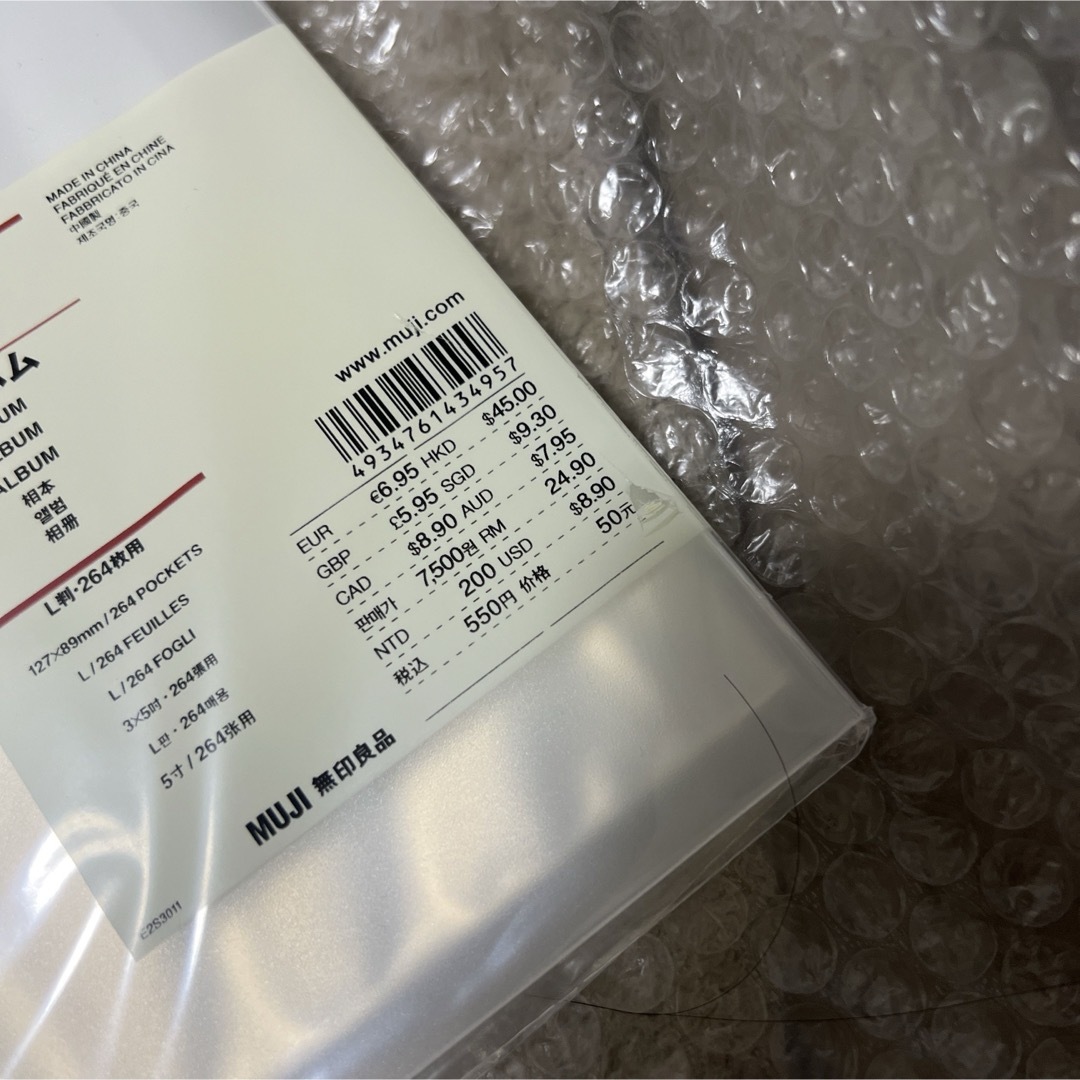 MADE IN CHINA
FABRIQUÉ EN CHINE
FABBRICATO IN CINA
中國製
제조국명:중국
ム
UM
BUM
ALBUM
相本
앨범
相册
L判・264枚用
127×89mm / 264 POCKETS
L / 264 FEUILLES
L / 264 FOGLI
3×5吋・264張用
L판・264매용
5寸 / 264张用
www.muji.com
4934761434957
EUR €6.95 HKD $45.00
GBP £5.95 SGD $9.30
CAD $8.90 AUD $7.95
판매가 7,500원 RM 24.90
NTD 200 USD $8.90
税込 550円 价格 50元
MUJI 無印良品
E2S3011